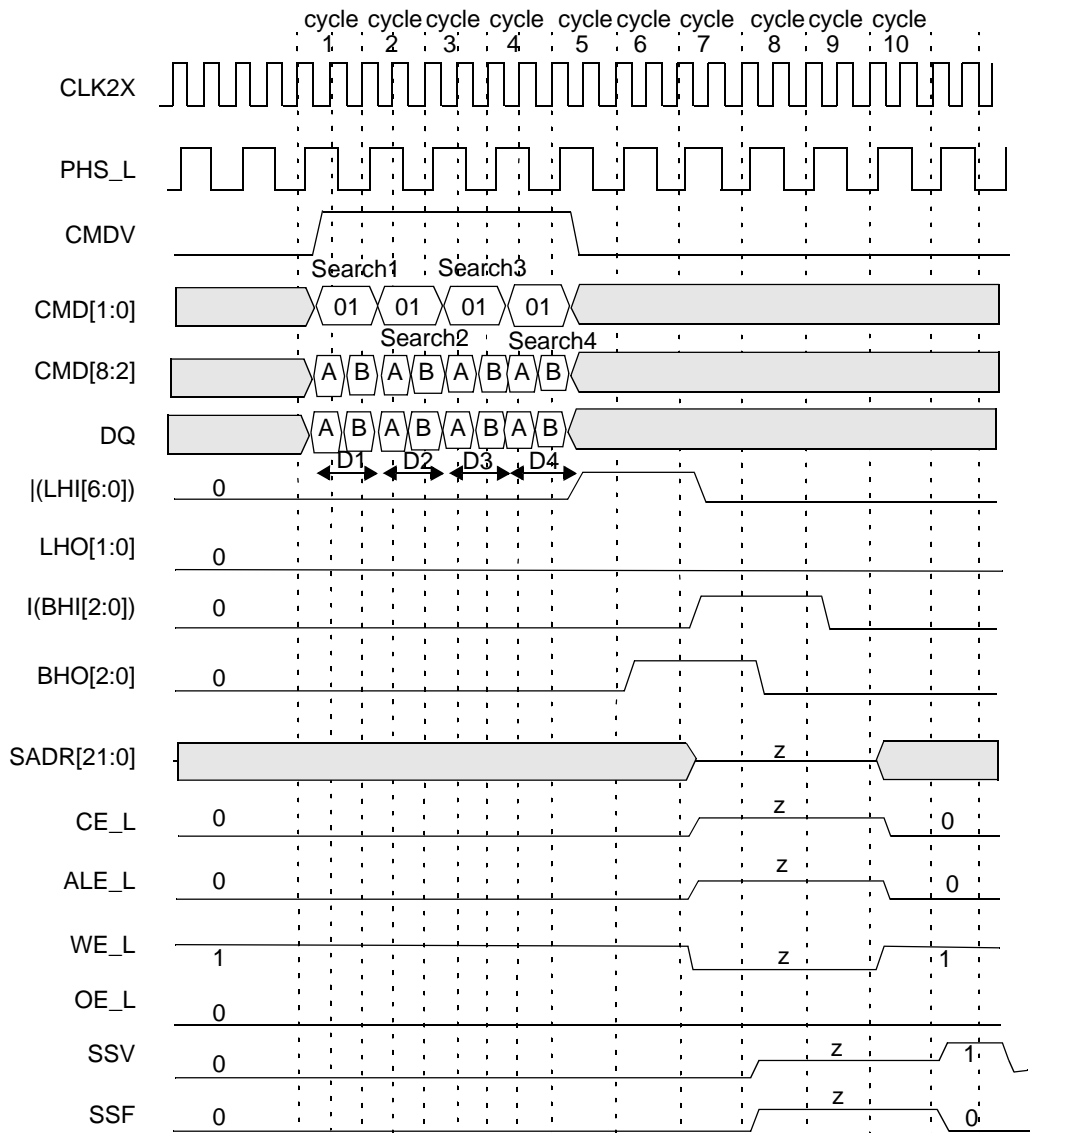 cycle cycle cycle cycle cycle cycle cycle cycle cycle cycle
1 2 3 4 5 6 7 8 9 10
CLK2X
PHS_L
CMDV
Search1 Search3
CMD[1:0] 01 01 01 01
Search2 Search4
CMD[8:2] A B A B A B A B
DQ A B A B A B A B
D1 D2 D3 D4
|(LHI[6:0]) 0
LHO[1:0] 0
I(BHI[2:0]) 0
BHO[2:0] 0
SADR[21:0] z
CE_L 0 z 0
ALE_L 0 z 0
WE_L 1 z 1
OE_L 0
SSV 0 z 1
SSF 0 z 0